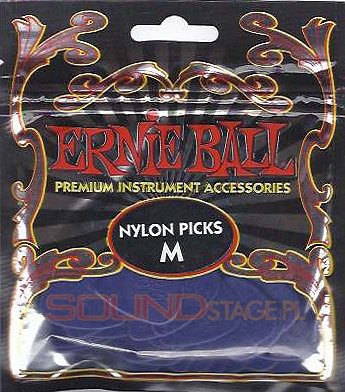 ERNIE BALL
PREMIUM INSTRUMENT ACCESSORIES
NYLON PICKS
M
SOUNDSTAGE.PL